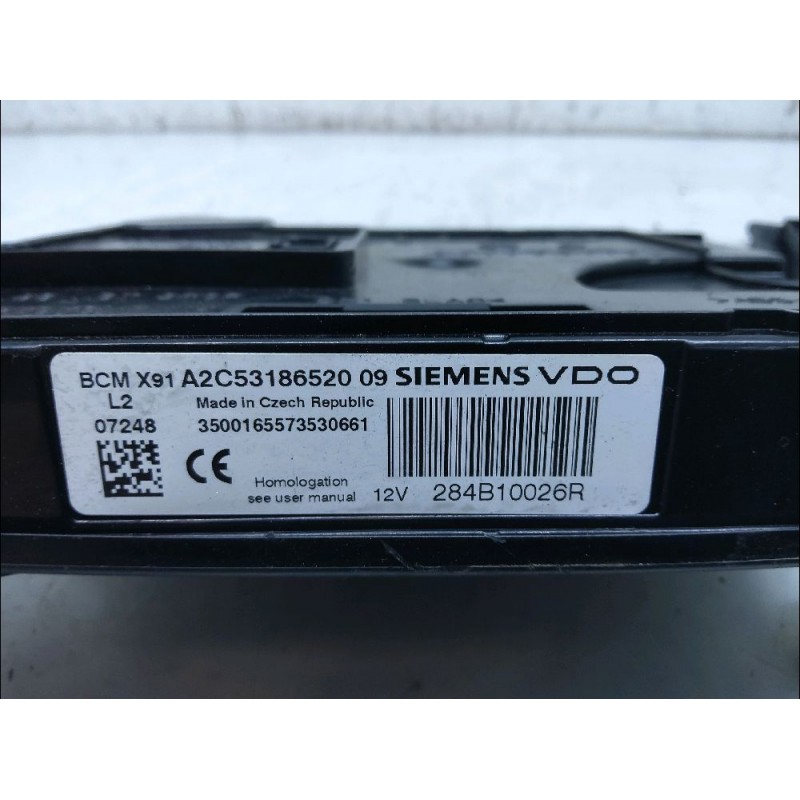 BCM X91 A2C53186520 09 SIEMENS VDO
L2 Made in Czech Republic
07248 3500165573530661
CE Homologation
see user manual 12V 284B10026R